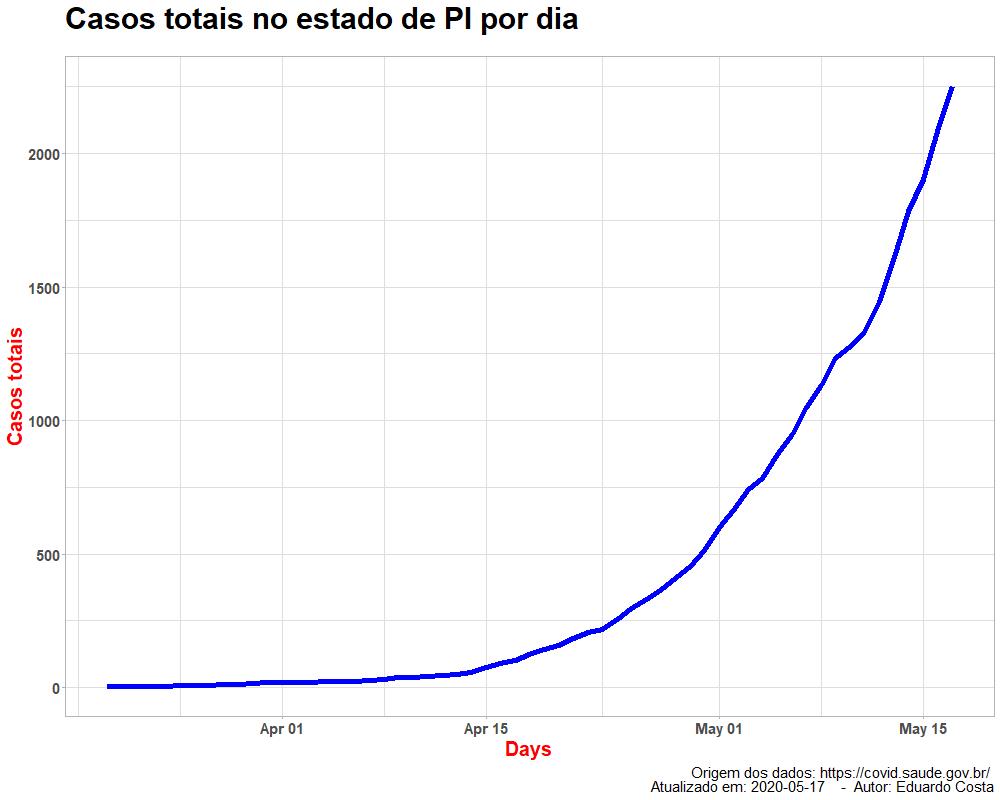 Casos totais no estado de PI por dia
Casos totais
2000
1500
1000
500
0
Apr 01
Apr 15
May 01
May 15
Days
Origem dos dados: https://covid.saude.gov.br/
Atualizado em: 2020-05-17 - Autor: Eduardo Costa